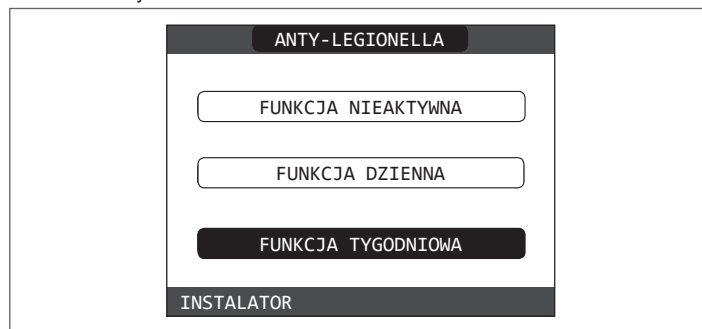 ANTY-LEGIONELLA
FUNKCJA NIEAKTYWNA
FUNKCJA DZIENNA
FUNKCJA TYGODNIOWA
INSTALATOR